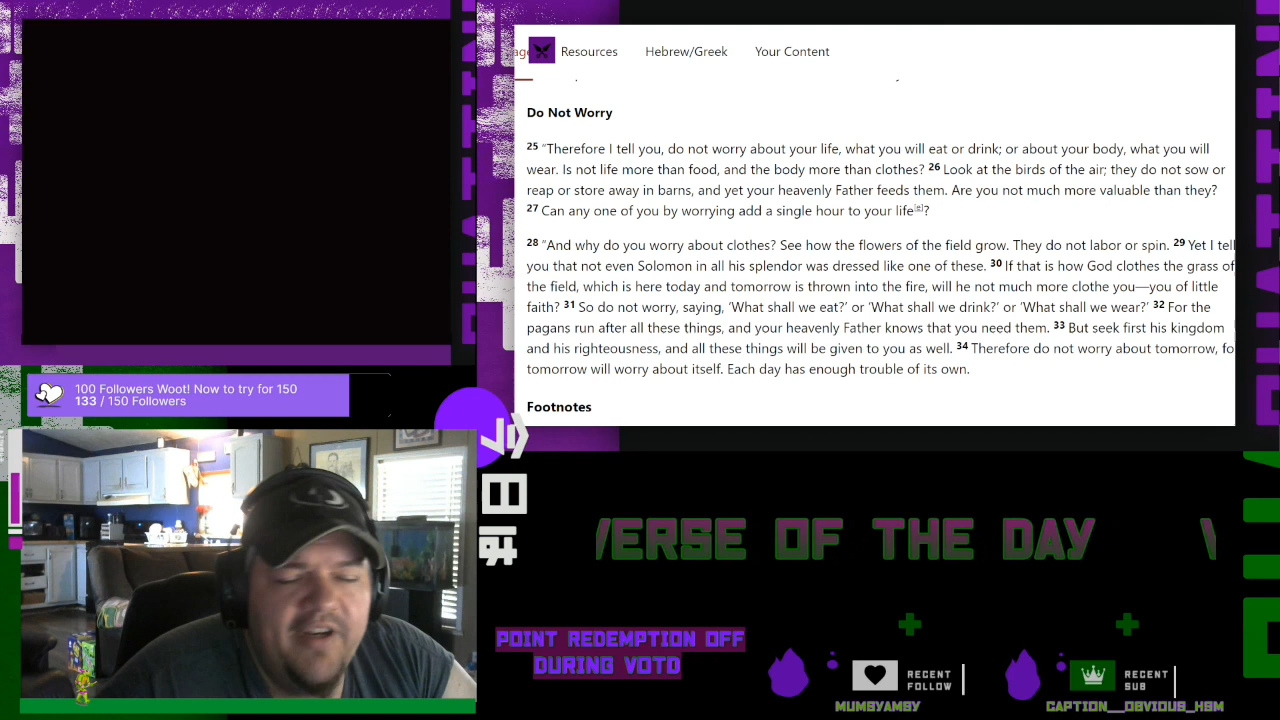 Resources Hebrew/Greek Your Content
Do Not Worry
25 “Therefore I tell you, do not worry about your life, what you will eat or drink; or about your body, what you will
wear. Is not life more than food, and the body more than clothes? 26 Look at the birds of the air; they do not sow or
reap or store away in barns, and yet your heavenly Father feeds them. Are you not much more valuable than they?
27 Can any one of you by worrying add a single hour to your life[e]?
28 “And why do you worry about clothes? See how the flowers of the field grow. They do not labor or spin. 29 Yet I tell
you that not even Solomon in all his splendor was dressed like one of these. 30 If that is how God clothes the grass of
the field, which is here today and tomorrow is thrown into the fire, will he not much more clothe you—you of little
faith? 31 So do not worry, saying, ‘What shall we eat?’ or ‘What shall we drink?’ or ‘What shall we wear?’ 32 For the
pagans run after all these things, and your heavenly Father knows that you need them. 33 But seek first his kingdom
and his righteousness, and all these things will be given to you as well. 34 Therefore do not worry about tomorrow, fo
tomorrow will worry about itself. Each day has enough trouble of its own.
Footnotes
100 Followers Woot! Now to try for 150
133 / 150 Followers
VERSE OF THE DAY
POINT REDEMPTION OFF
DURING VOTD
RECENT
FOLLOW
MUMBYAMBY
RECENT
SUB
CAPTION__OBVIOUS_HSM